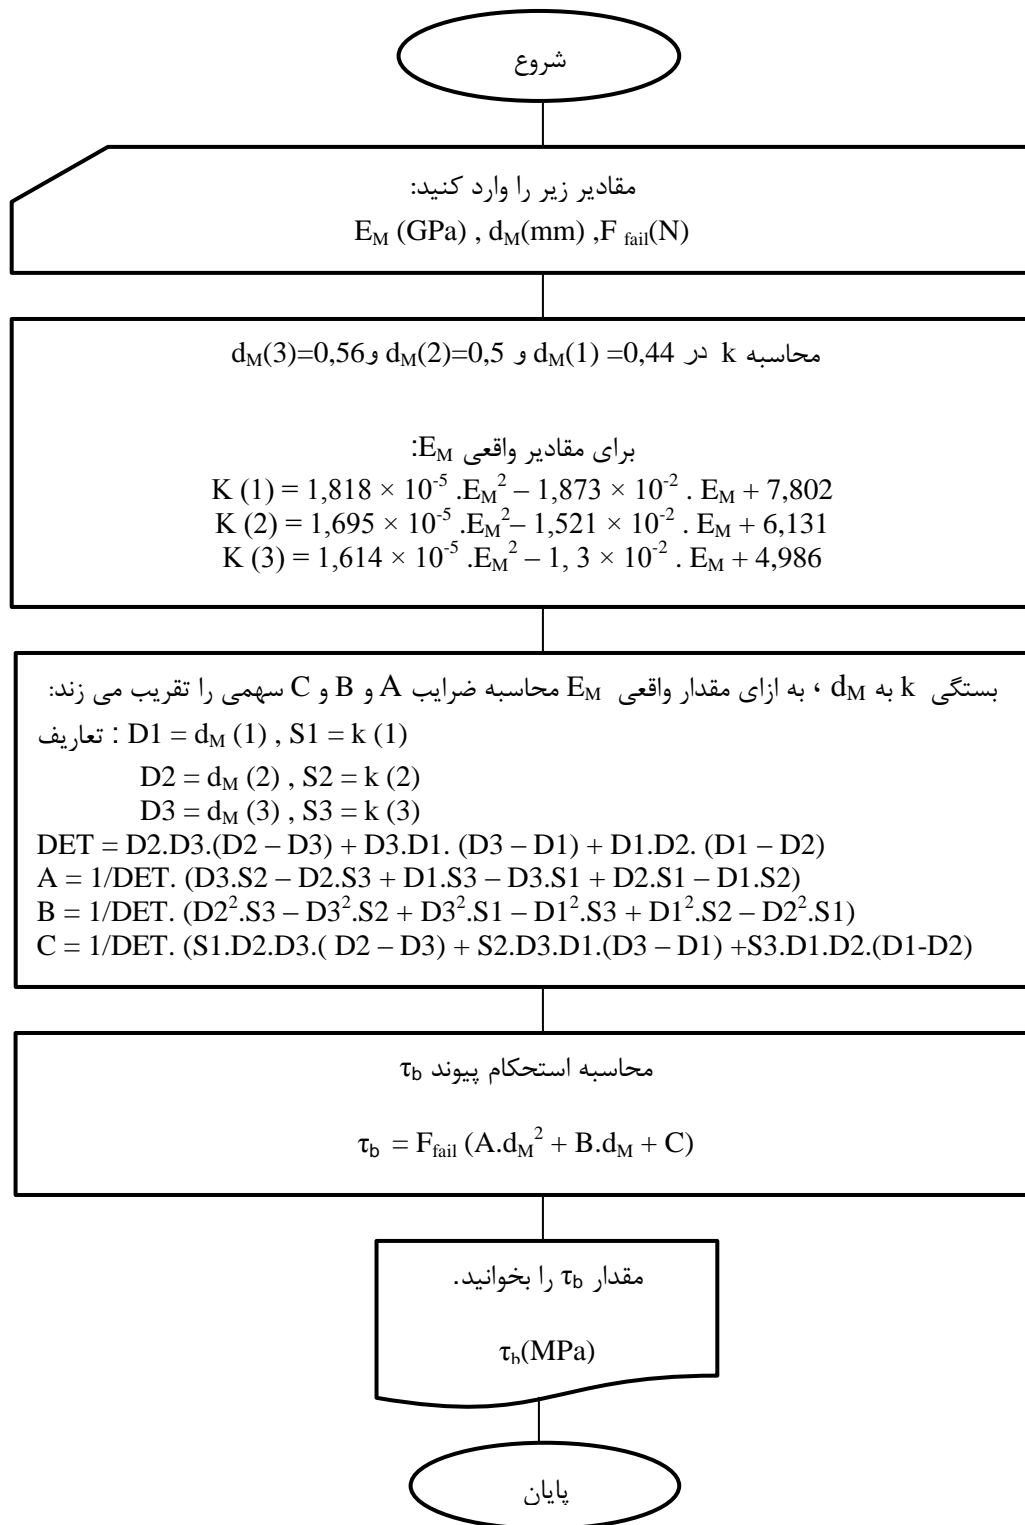 شروع
مقادیر زیر را وارد کنید:
E_M (GPa) , d_M(mm) ,F _fail(N)
محاسبه k در d_M(1) =0,44 و d_M(2)=0,5 و d_M(3)=0,56
برای مقادیر واقعی E_M:
K (1) = 1,818 × 10^-5 .E_M^2 – 1,873 × 10^-2 . E_M + 7,802
K (2) = 1,695 × 10^-5 .E_M^2– 1,521 × 10^-2 . E_M + 6,131
K (3) = 1,614 × 10^-5 .E_M^2 – 1, 3 × 10^-2 . E_M + 4,986
بستگی k به d_M ، به ازای مقدار واقعی E_M محاسبه ضرایب A و B و C سهمی را تقریب می زند:
تعاریف : D1 = d_M (1) , S1 = k (1)
D2 = d_M (2) , S2 = k (2)
D3 = d_M (3) , S3 = k (3)
DET = D2.D3.(D2 – D3) + D3.D1. (D3 – D1) + D1.D2. (D1 – D2)
A = 1/DET. (D3.S2 – D2.S3 + D1.S3 – D3.S1 + D2.S1 – D1.S2)
B = 1/DET. (D2^2.S3 – D3^2.S2 + D3^2.S1 – D1^2.S3 + D1^2.S2 – D2^2.S1)
C = 1/DET. (S1.D2.D3.( D2 – D3) + S2.D3.D1.(D3 – D1) +S3.D1.D2.(D1-D2)
محاسبه استحکام پیوند τ_b
τ_b = F_fail (A.d_M^2 + B.d_M + C)
مقدار τ_b را بخوانید.
τ_b(MPa)
پایان